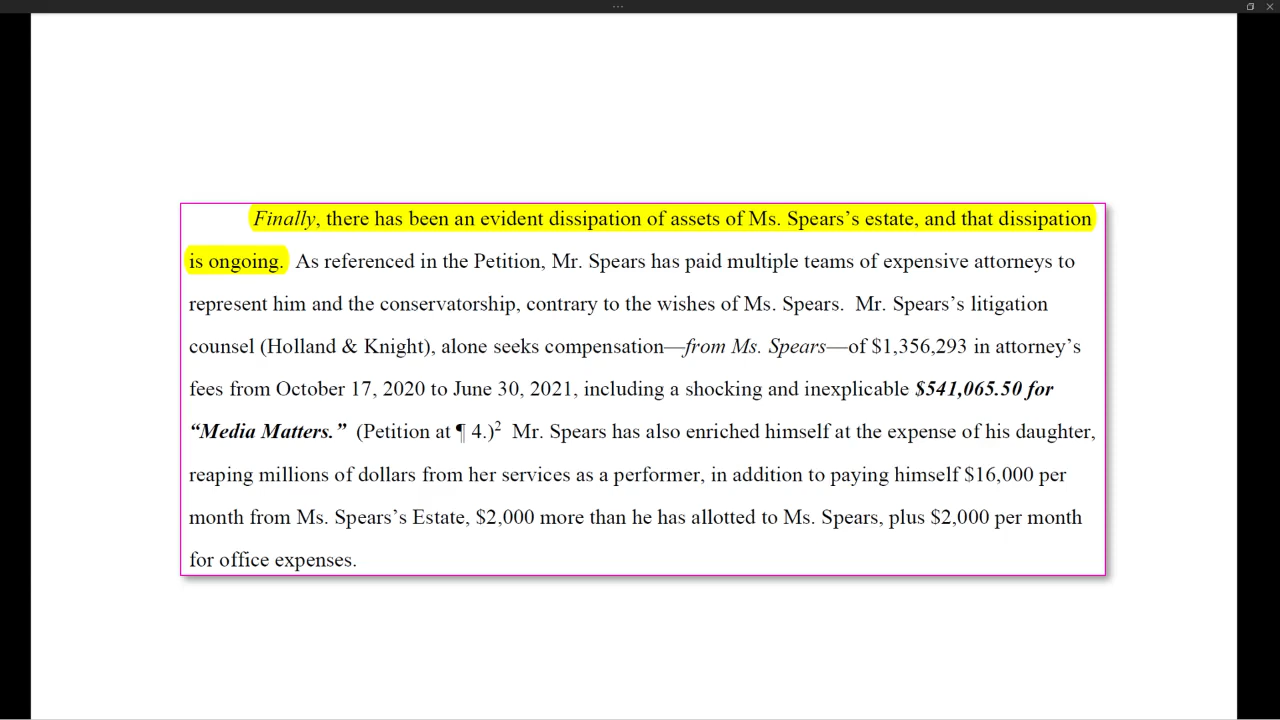 Finally, there has been an evident dissipation of assets of Ms. Spears’s estate, and that dissipation
is ongoing. As referenced in the Petition, Mr. Spears has paid multiple teams of expensive attorneys to
represent him and the conservatorship, contrary to the wishes of Ms. Spears. Mr. Spears’s litigation
counsel (Holland & Knight), alone seeks compensation—from Ms. Spears—of $1,356,293 in attorney’s
fees from October 17, 2020 to June 30, 2021, including a shocking and inexplicable $541,065.50 for
“Media Matters.” (Petition at ¶ 4.)2 Mr. Spears has also enriched himself at the expense of his daughter,
reaping millions of dollars from her services as a performer, in addition to paying himself $16,000 per
month from Ms. Spears’s Estate, $2,000 more than he has allotted to Ms. Spears, plus $2,000 per month
for office expenses.